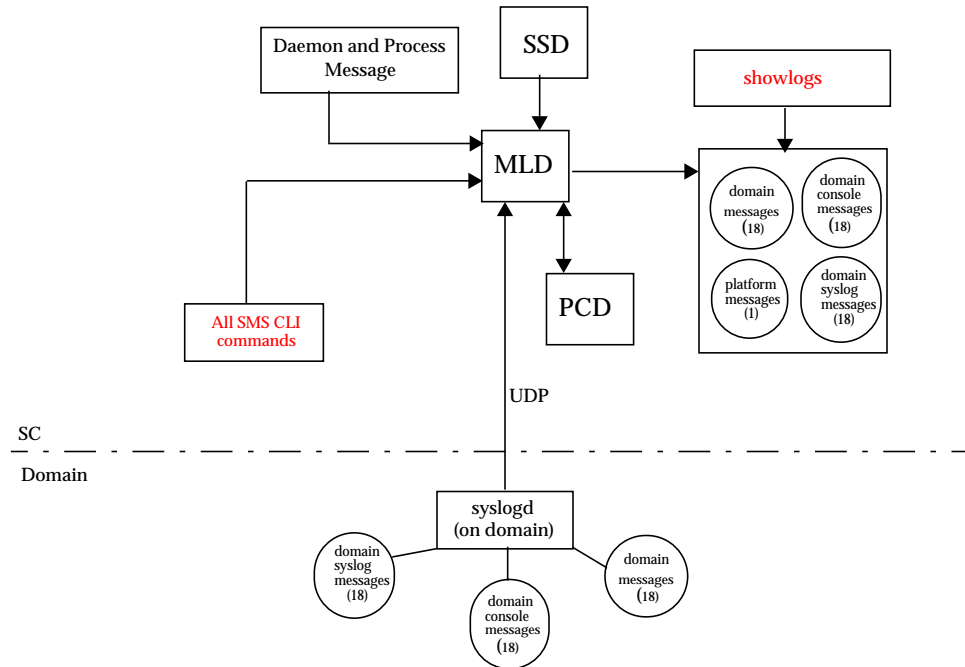 Daemon and Process
Message
SSD
showlogs
MLD
domain
messages
(18)
domain
console
messages
(18)
platform
messages
(1)
domain
syslog
messages
(18)
PCD
All SMS CLI
commands
UDP
SC
Domain
syslogd
(on domain)
domain
syslog
messages
(18)
domain
console
messages
(18)
domain
messages
(18)